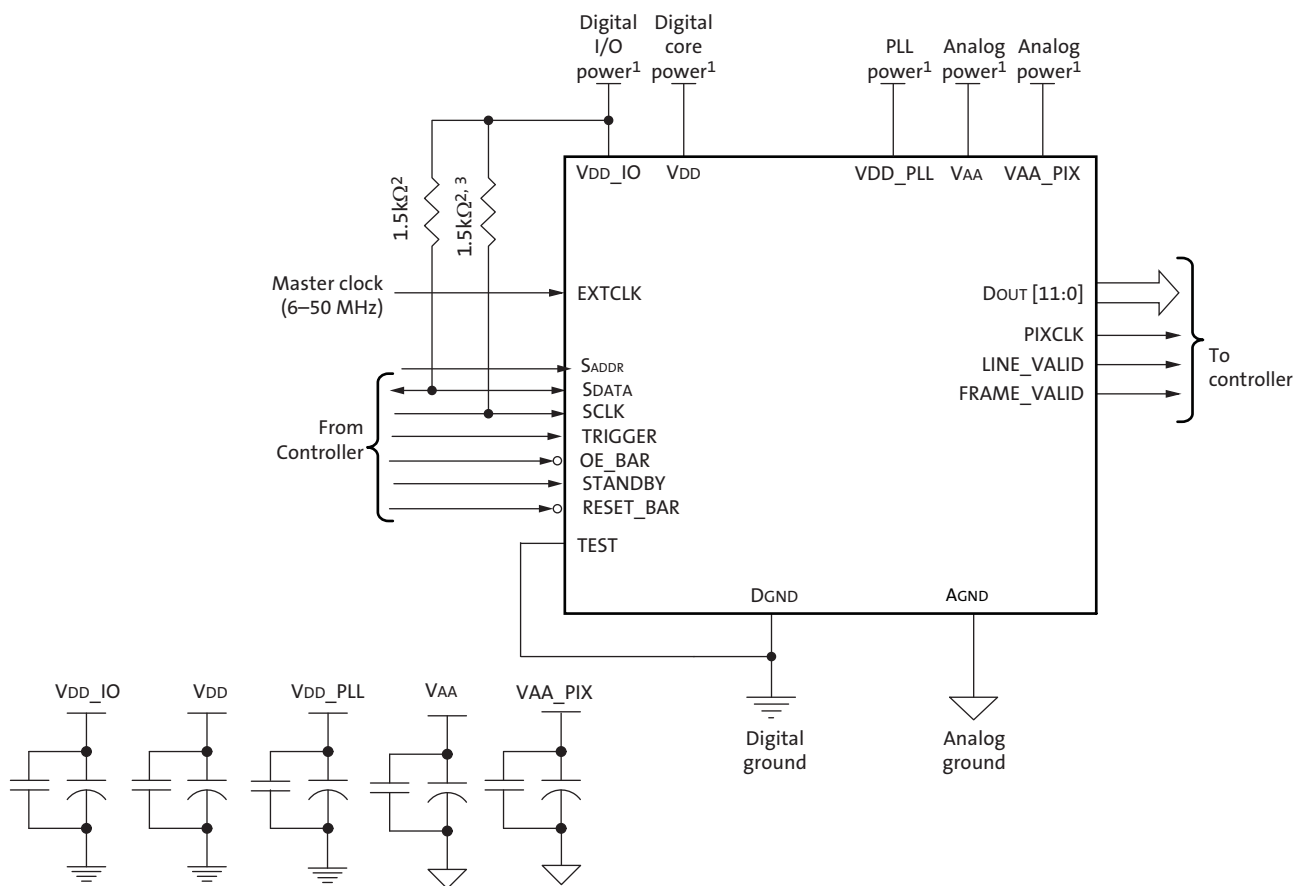 Digital
I/O
power1
Digital
core
power1
PLL
power1
Analog
power1
Analog
power1
VDD_IO
VDD
VDD_PLL
VAA
VAA_PIX
1.5kΩ2
1.5kΩ2, 3
Master clock
(6–50 MHz)
EXTCLK
SADDR
SDATA
SCLK
TRIGGER
OE_BAR
STANDBY
RESET_BAR
TEST
From
Controller
DOUT [11:0]
PIXCLK
LINE_VALID
FRAME_VALID
To
controller
DGND
AGND
Digital
ground
Analog
ground
VDD_IO
VDD
VDD_PLL
VAA
VAA_PIX